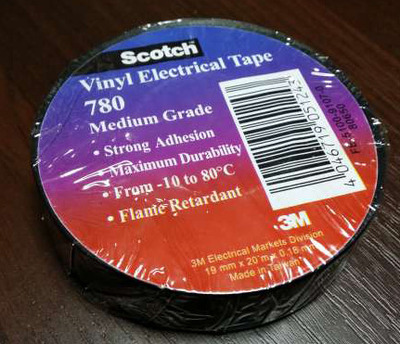 Scotch
Vinyl Electrical Tape
780
Medium Grade
• Strong Adhesion
• Maximum Durability
• From -10 to 80°C
• Flame Retardant
3M
3M Electrical Markets Division
19 mm x 20 m x 0.18 mm
Made in Taiwan